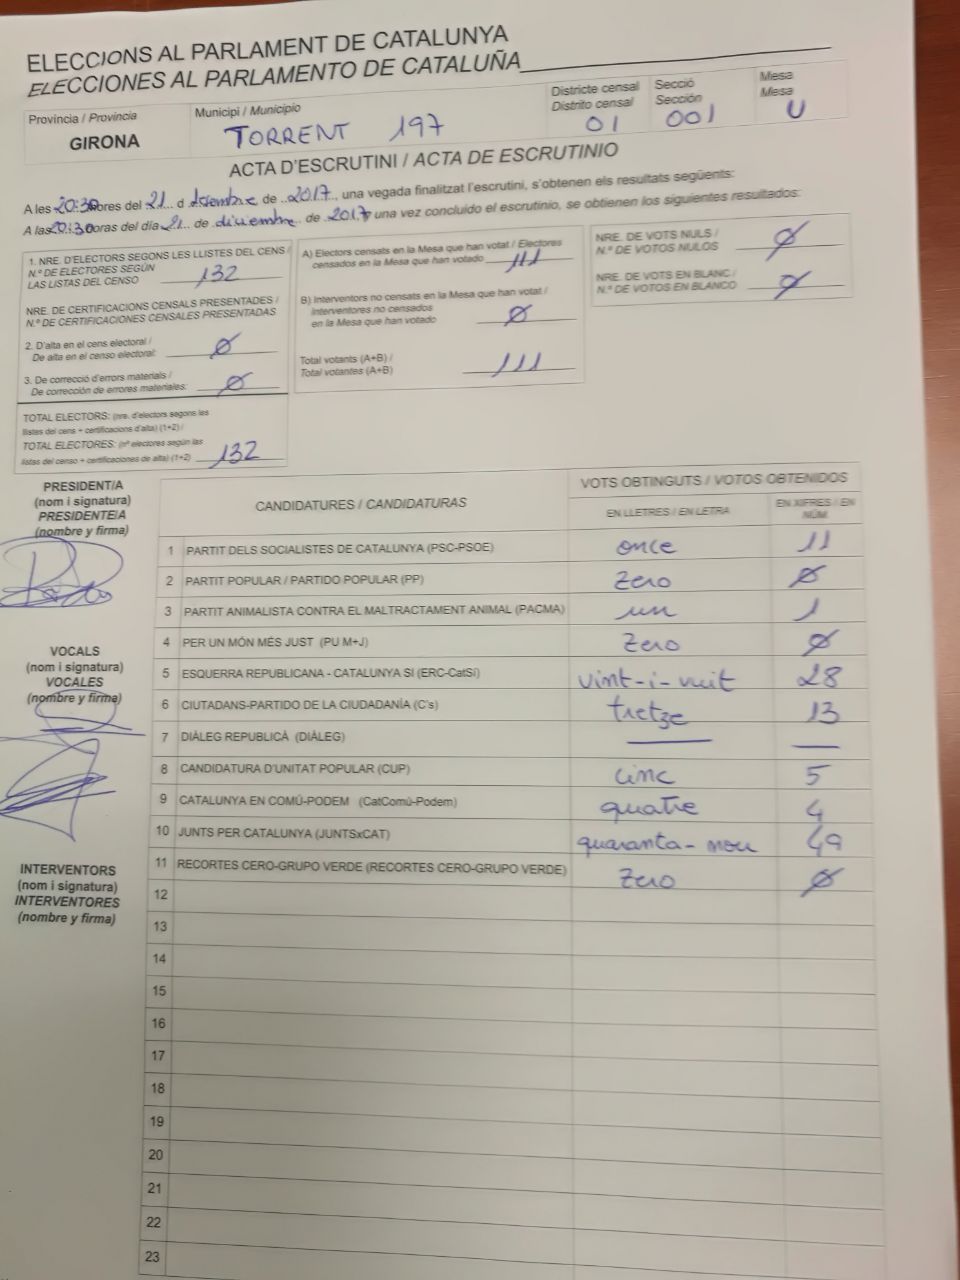 ELECCIONS AL PARLAMENT DE CATALUNYA
ELECCIONES AL PARLAMENTO DE CATALUÑA
Província / Provincia
GIRONA
Municipi / Municipio
TORRENT 197
Districte censal
Distrito censal
01
Secció
Sección
001
Mesa
Mesa
U
ACTA D'ESCRUTINI / ACTA DE ESCRUTINIO
A les 20:30 hores del 21 d desembre de 2017, una vegada finalitzat l'escrutini, s'obtenen els resultats següents:
A las 20:30 horas del día 21 de diciembre de 2017 una vez concluido el escrutinio, se obtienen los siguientes resultados:
1. NRE. D'ELECTORS SEGONS LES LLISTES DEL CENS /
N.º DE ELECTORES SEGÚN
LAS LISTAS DEL CENSO 132
NRE. DE CERTIFICACIONS CENSALS PRESENTADES /
N.º DE CERTIFICACIONES CENSALES PRESENTADAS
2. D'alta en el cens electoral /
De alta en el censo electoral: Ø
3. De correcció d'errors materials /
De corrección de errores materiales: Ø
TOTAL ELECTORS: (nre. d'electors segons les
llistes del cens + certificacions d'alta) (1+2) /
TOTAL ELECTORES: (nº electores según las
listas del censo + certificaciones de alta) (1+2) 132
A) Electors censats en la Mesa que han votat / Electores
censados en la Mesa que han votado 111
B) Interventors no censats en la Mesa que han votat /
Interventores no censados
en la Mesa que han votado Ø
Total votants (A+B) /
Total votantes (A+B) 111
NRE. DE VOTS NULS /
N.º DE VOTOS NULOS Ø
NRE. DE VOTS EN BLANC /
N.º DE VOTOS EN BLANCO Ø
PRESIDENT/A
(nom i signatura)
PRESIDENTE/A
(nombre y firma)
VOCALS
(nom i signatura)
VOCALES
(nombre y firma)
INTERVENTORS
(nom i signatura)
INTERVENTORES
(nombre y firma)
CANDIDATURES / CANDIDATURAS
VOTS OBTINGUTS / VOTOS OBTENIDOS
EN LLETRES / EN LETRA
EN XIFRES / EN
NÚM.
1 PARTIT DELS SOCIALISTES DE CATALUNYA (PSC-PSOE) once 11
2 PARTIT POPULAR / PARTIDO POPULAR (PP) zero Ø
3 PARTIT ANIMALISTA CONTRA EL MALTRACTAMENT ANIMAL (PACMA) un 1
4 PER UN MÓN MÉS JUST (PU M+J) zero Ø
5 ESQUERRA REPUBLICANA - CATALUNYA SÍ (ERC-CatSí) vint-i-vuit 28
6 CIUTADANS-PARTIDO DE LA CIUDADANÍA (C's) tretze 13
7 DIÀLEG REPUBLICÀ (DIÀLEG) — —
8 CANDIDATURA D'UNITAT POPULAR (CUP) cinc 5
9 CATALUNYA EN COMÚ-PODEM (CatComú-Podem) quatre 4
10 JUNTS PER CATALUNYA (JUNTSxCAT) quaranta-nou 49
11 RECORTES CERO-GRUPO VERDE (RECORTES CERO-GRUPO VERDE) zero Ø
12
13
14
15
16
17
18
19
20
21
22
23